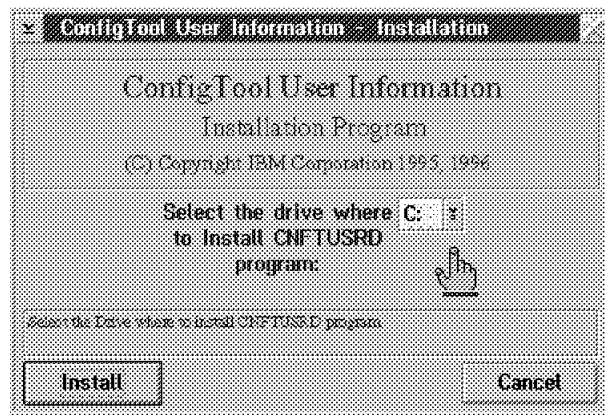 ConfigTool User Information - Installation
ConfigTool User Information
Installation Program
(C) Copyright IBM Corporation 1995, 1996
Select the drive where C:
to Install CNFTUSRD
program:
Select the Drive where to install CNFTUSRD program
Install Cancel